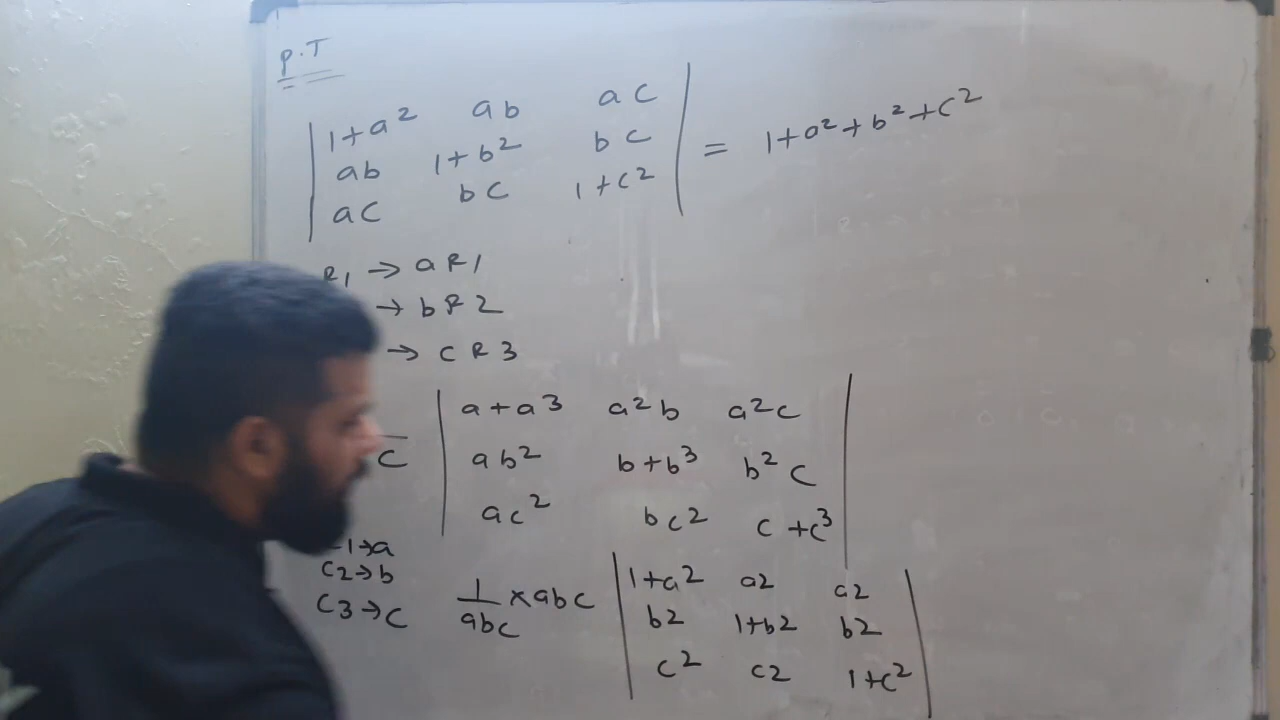 P.T
| 1+a² ab ac |
| ab 1+b² bc | = 1+a²+b²+c²
| ac bc 1+c² |
R1 → aR1
→ bR2
→ cR3
| a+a³ a²b a²c |
c | ab² b+b³ b²c |
| ac² bc² c+c³ |
1→a
C2→b
C3→c 1/abc ×abc
| 1+a² a2 a2 |
| b2 1+b2 b2 |
| c² c2 1+c² |